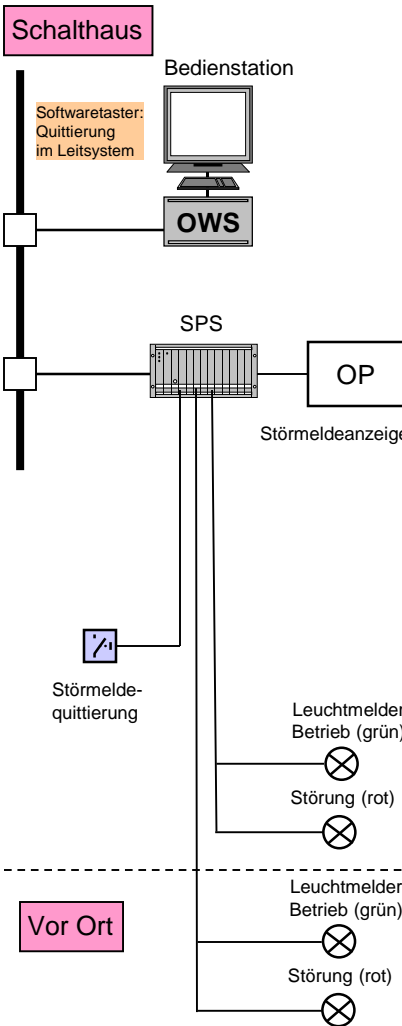 Schalthaus
Bedienstation
Softwaretaster:
Quittierung
im Leitsystem
OWS
SPS
OP
Störmeldeanzeige
Störmelde-
quittierung
Leuchtmelder
Betrieb (grün)
Störung (rot)
Leuchtmelder
Betrieb (grün)
Vor Ort
Störung (rot)